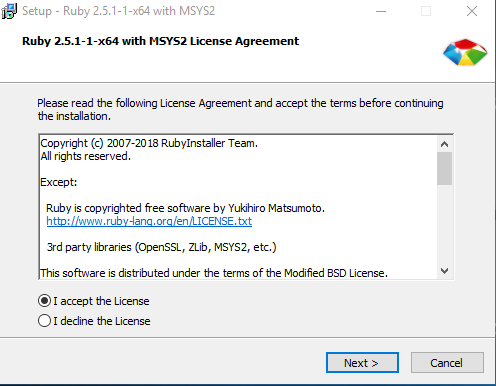 Setup - Ruby 2.5.1-1-x64 with MSYS2
Ruby 2.5.1-1-x64 with MSYS2 License Agreement
Please read the following License Agreement and accept the terms before continuing
the installation.
Copyright (c) 2007-2018 RubyInstaller Team.
All rights reserved.
Except:
Ruby is copyrighted free software by Yukihiro Matsumoto.
http://www.ruby-lang.org/en/LICENSE.txt
3rd party libraries (OpenSSL, ZLib, MSYS2, etc.)
This software is distributed under the terms of the Modified BSD License.
I accept the License
I decline the License
Next >
Cancel